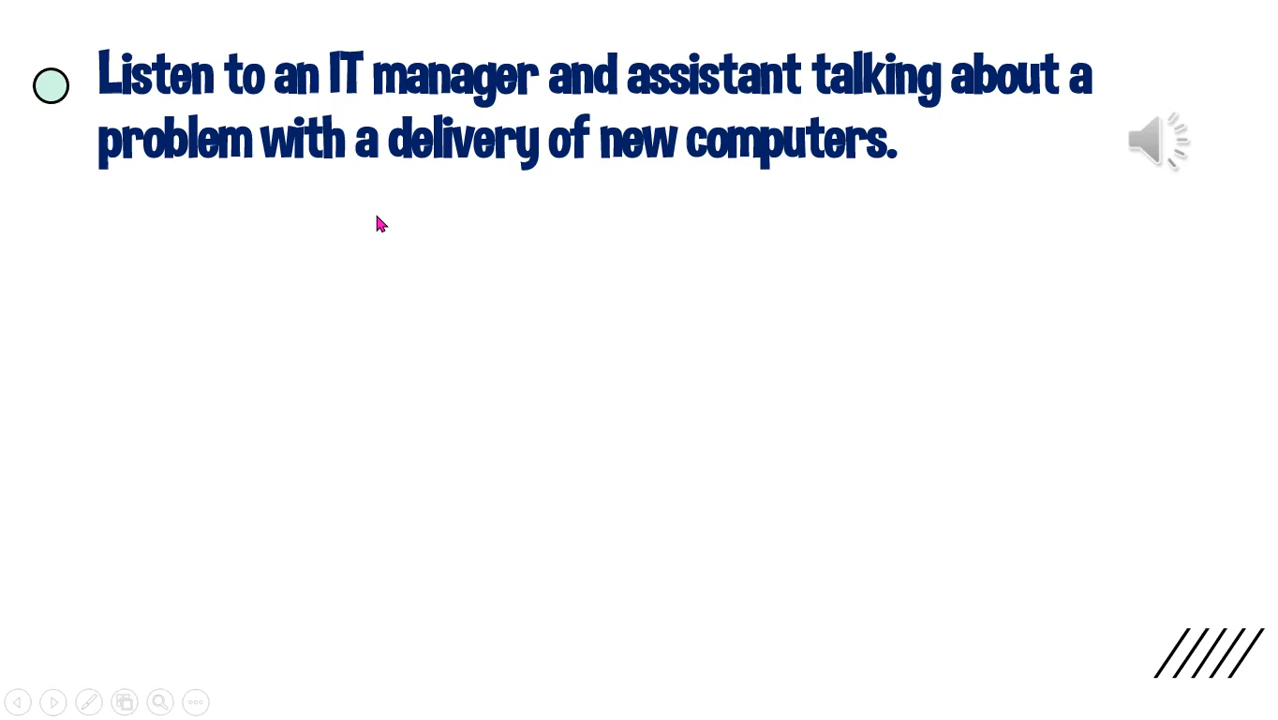 Listen to an IT manager and assistant talking about a
problem with a delivery of new computers.